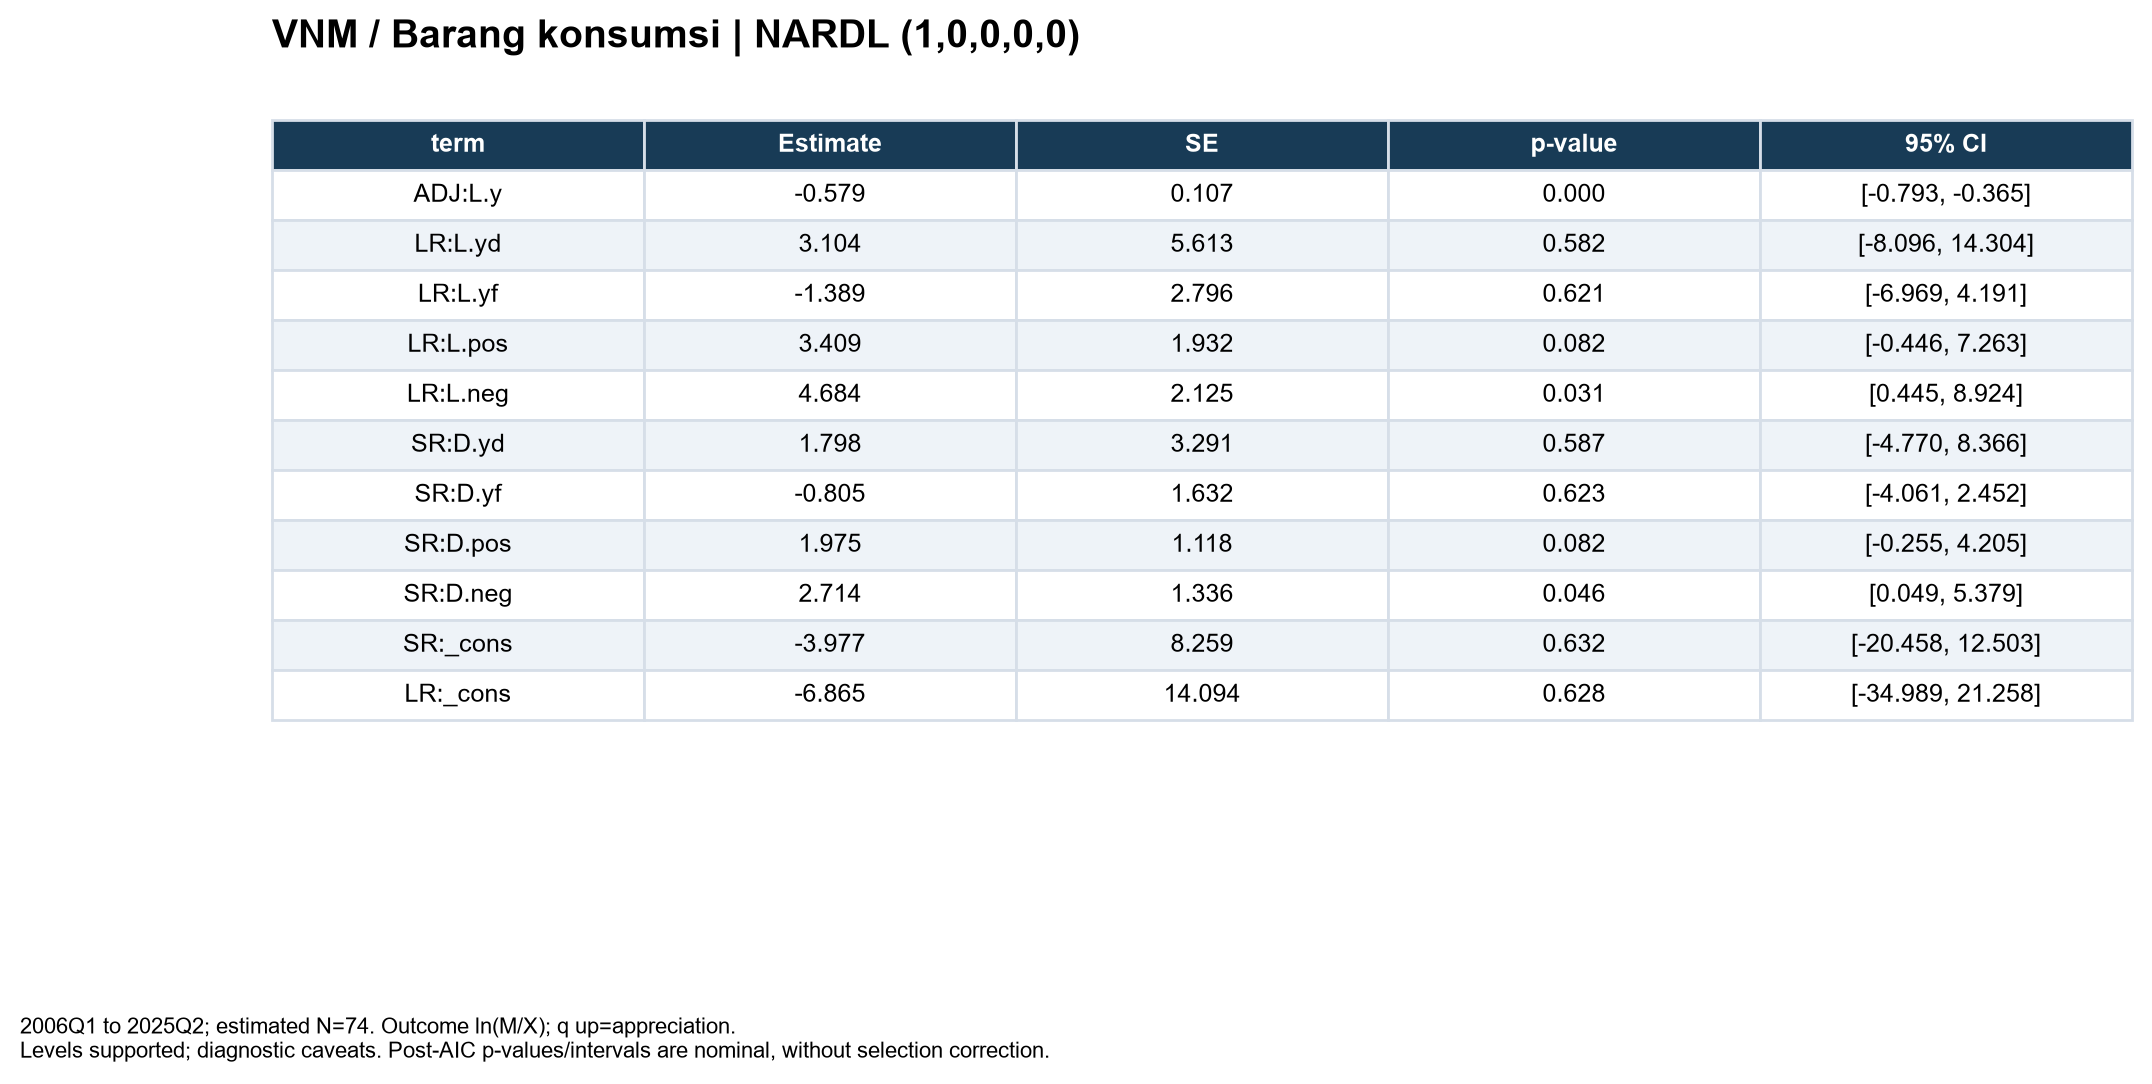 VNM / Barang konsumsi | NARDL (1,0,0,0,0)
term Estimate SE p-value 95% CI
ADJ:L.y -0.579 0.107 0.000 [-0.793, -0.365]
LR:L.yd 3.104 5.613 0.582 [-8.096, 14.304]
LR:L.yf -1.389 2.796 0.621 [-6.969, 4.191]
LR:L.pos 3.409 1.932 0.082 [-0.446, 7.263]
LR:L.neg 4.684 2.125 0.031 [0.445, 8.924]
SR:D.yd 1.798 3.291 0.587 [-4.770, 8.366]
SR:D.yf -0.805 1.632 0.623 [-4.061, 2.452]
SR:D.pos 1.975 1.118 0.082 [-0.255, 4.205]
SR:D.neg 2.714 1.336 0.046 [0.049, 5.379]
SR:_cons -3.977 8.259 0.632 [-20.458, 12.503]
LR:_cons -6.865 14.094 0.628 [-34.989, 21.258]
2006Q1 to 2025Q2; estimated N=74. Outcome ln(M/X); q up=appreciation.
Levels supported; diagnostic caveats. Post-AIC p-values/intervals are nominal, without selection correction.